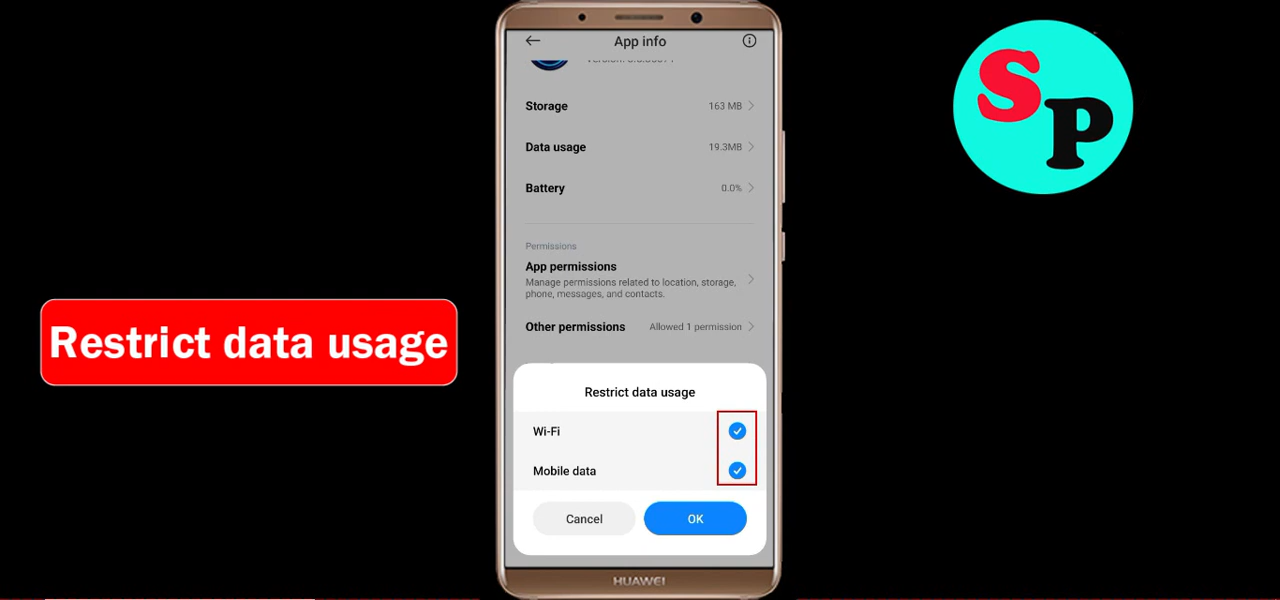 App info
Storage
163 MB
Data usage
19.3MB
Battery
0.0%
Permissions
App permissions
Manage permissions related to location, storage,
phone, messages, and contacts.
Other permissions
Allowed 1 permission
Restrict data usage
Wi-Fi
Mobile data
Cancel
OK
HUAWEI
Restrict data usage
SP